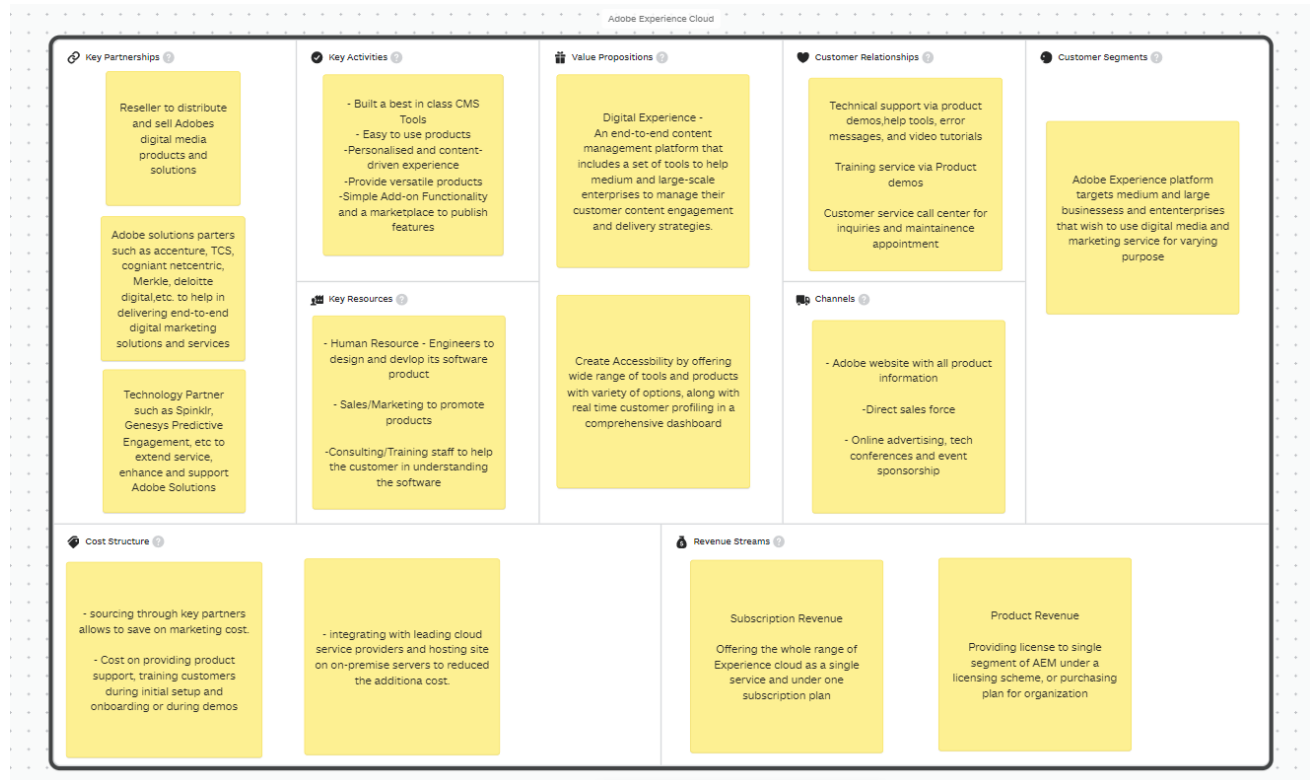 Adobe Experience Cloud
Key Partnerships
Reseller to distribute
and sell Adobes
digital media
products and
solutions
Adobe solutions parters
such as accenture, TCS,
cogniant netcentric,
Merkle, deloitte
digital,etc. to help in
delivering end-to-end
digital marketing
solutions and services
Technology Partner
such as Spinklr,
Genesys Predictive
Engagement, etc to
extend service,
enhance and support
Adobe Solutions
Key Activities
- Built a best in class CMS
Tools
- Easy to use products
-Personalised and content-
driven experience
-Provide versatile products
-Simple Add-on Functionality
and a marketplace to publish
features
Key Resources
- Human Resource - Engineers to
design and devlop its software
product
- Sales/Marketing to promote
products
-Consulting/Training staff to help
the customer in understanding
the software
Value Propositions
Digital Experience -
An end-to-end content
management platform that
includes a set of tools to help
medium and large-scale
enterprises to manage their
customer content engagement
and delivery strategies.
Create Accessbility by offering
wide range of tools and products
with variety of options, along with
real time customer profiling in a
comprehensive dashboard
Customer Relationships
Technical support via product
demos,help tools, error
messages, and video tutorials
Training service via Product
demos
Customer service call center for
inquiries and maintainence
appointment
Channels
- Adobe website with all product
information
-Direct sales force
- Online advertising, tech
conferences and event
sponsorship
Customer Segments
Adobe Experience platform
targets medium and large
businessess and ententerprises
that wish to use digital media and
marketing service for varying
purpose
Cost Structure
- sourcing through key partners
allows to save on marketing cost.
- Cost on providing product
support, training customers
during initial setup and
onboarding or during demos
- integrating with leading cloud
service providers and hosting site
on on-premise servers to reduced
the additiona cost.
Revenue Streams
Subscription Revenue
Offering the whole range of
Experience cloud as a single
service and under one
subscription plan
Product Revenue
Providing license to single
segment of AEM under a
licensing scheme, or purchasing
plan for organization